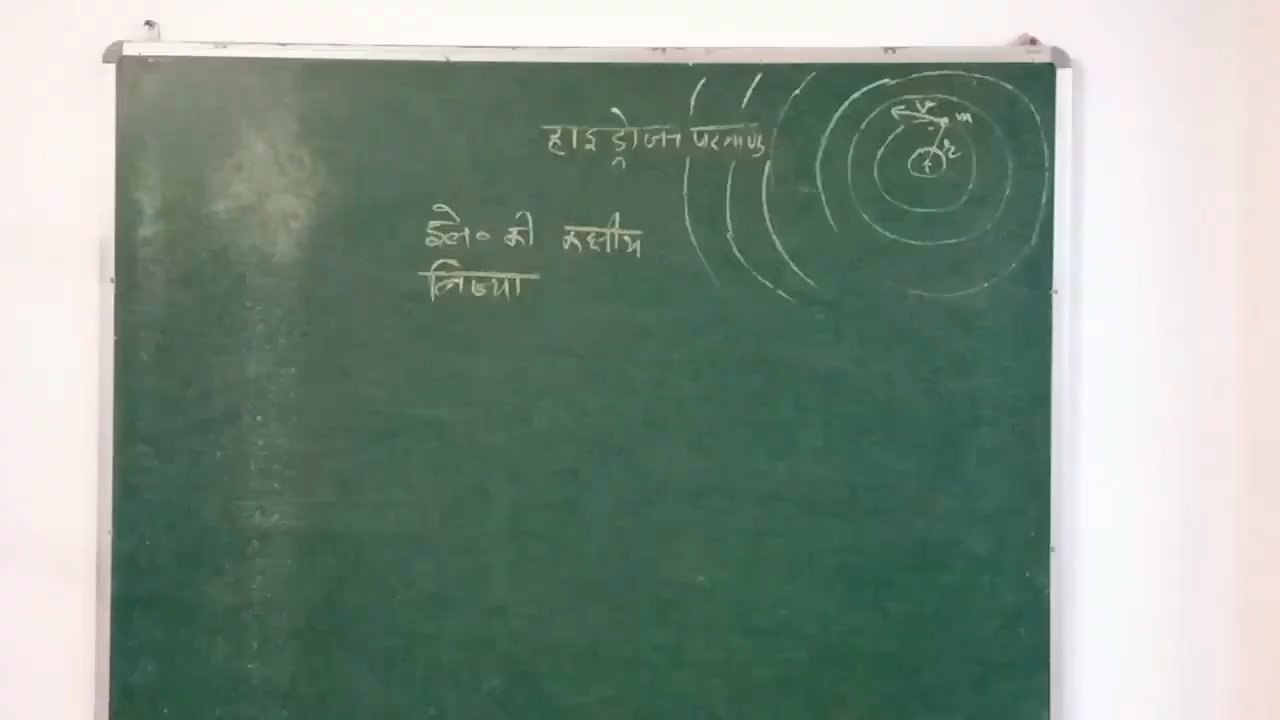 हाइड्रोजन परमाणु
इले० की कक्षीय
त्रिज्या
v
m
r
+